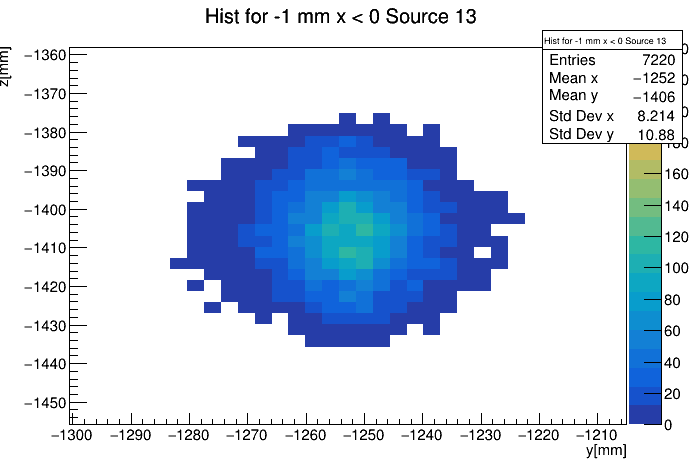 Hist for -1 mm x < 0 Source 13
Hist for -1 mm x < 0 Source 13
Entries 7220
Mean x −1252
Mean y −1406
Std Dev x 8.214
Std Dev y 10.88
z[mm]
−1360
−1370
−1380
−1390
−1400
−1410
−1420
−1430
−1440
−1450
180
160
140
120
100
80
60
40
20
0
−1300 −1290 −1280 −1270 −1260 −1250 −1240 −1230 −1220 −1210
y[mm]